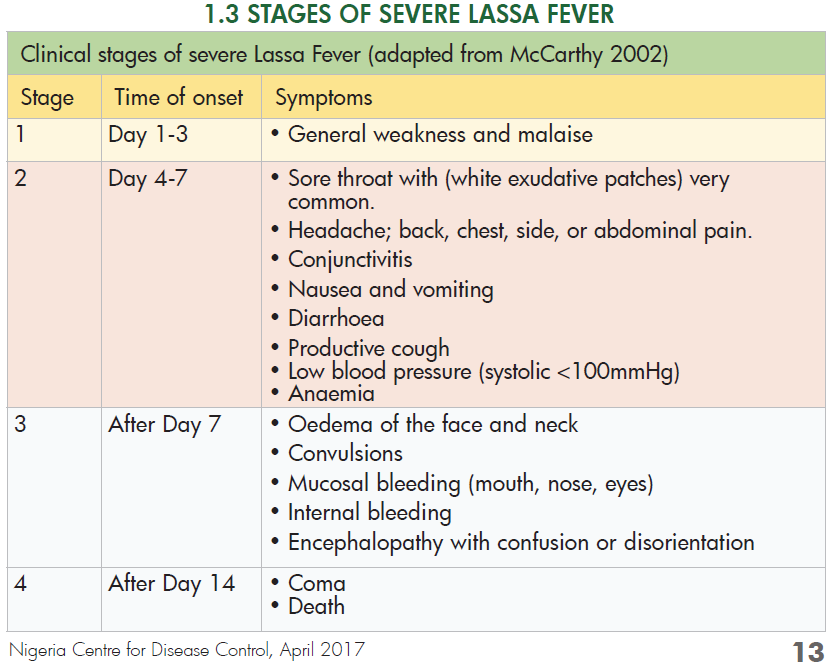 1.3 STAGES OF SEVERE LASSA FEVER
Clinical stages of severe Lassa Fever (adapted from McCarthy 2002)
Stage Time of onset Symptoms
1 Day 1-3 • General weakness and malaise
2 Day 4-7 • Sore throat with (white exudative patches) very
common.
• Headache; back, chest, side, or abdominal pain.
• Conjunctivitis
• Nausea and vomiting
• Diarrhoea
• Productive cough
• Low blood pressure (systolic <100mmHg)
• Anaemia
3 After Day 7 • Oedema of the face and neck
• Convulsions
• Mucosal bleeding (mouth, nose, eyes)
• Internal bleeding
• Encephalopathy with confusion or disorientation
4 After Day 14 • Coma
• Death
Nigeria Centre for Disease Control, April 2017 13